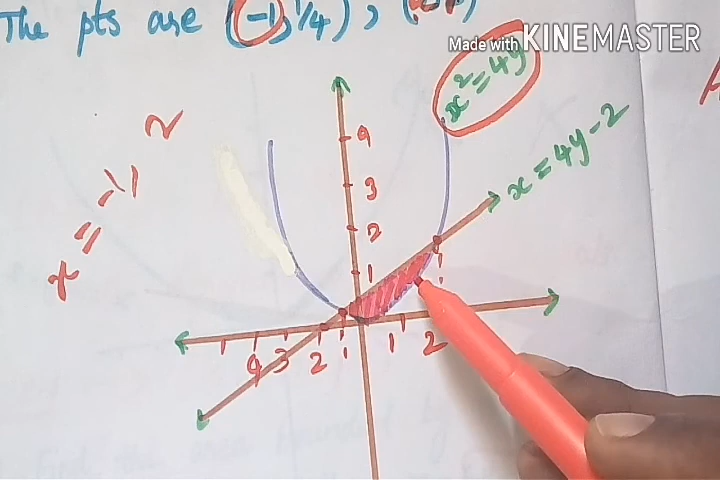 The pts are (-1, 1/4), (2, 1)
Made with KINEMASTER
x² = 4y
x = 4y - 2
x = -1, 2
4
3
2
1
4 3 2 1 1 2